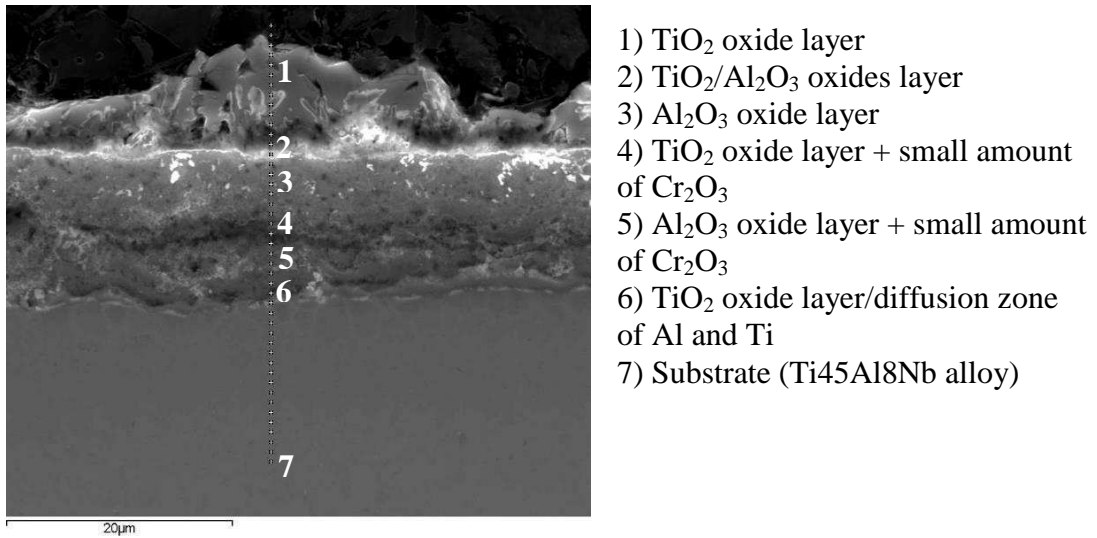 1
2
3
4
5
6
7
20µm
1) TiO₂ oxide layer
2) TiO₂/Al₂O₃ oxides layer
3) Al₂O₃ oxide layer
4) TiO₂ oxide layer + small amount
of Cr₂O₃
5) Al₂O₃ oxide layer + small amount
of Cr₂O₃
6) TiO₂ oxide layer/diffusion zone
of Al and Ti
7) Substrate (Ti45Al8Nb alloy)